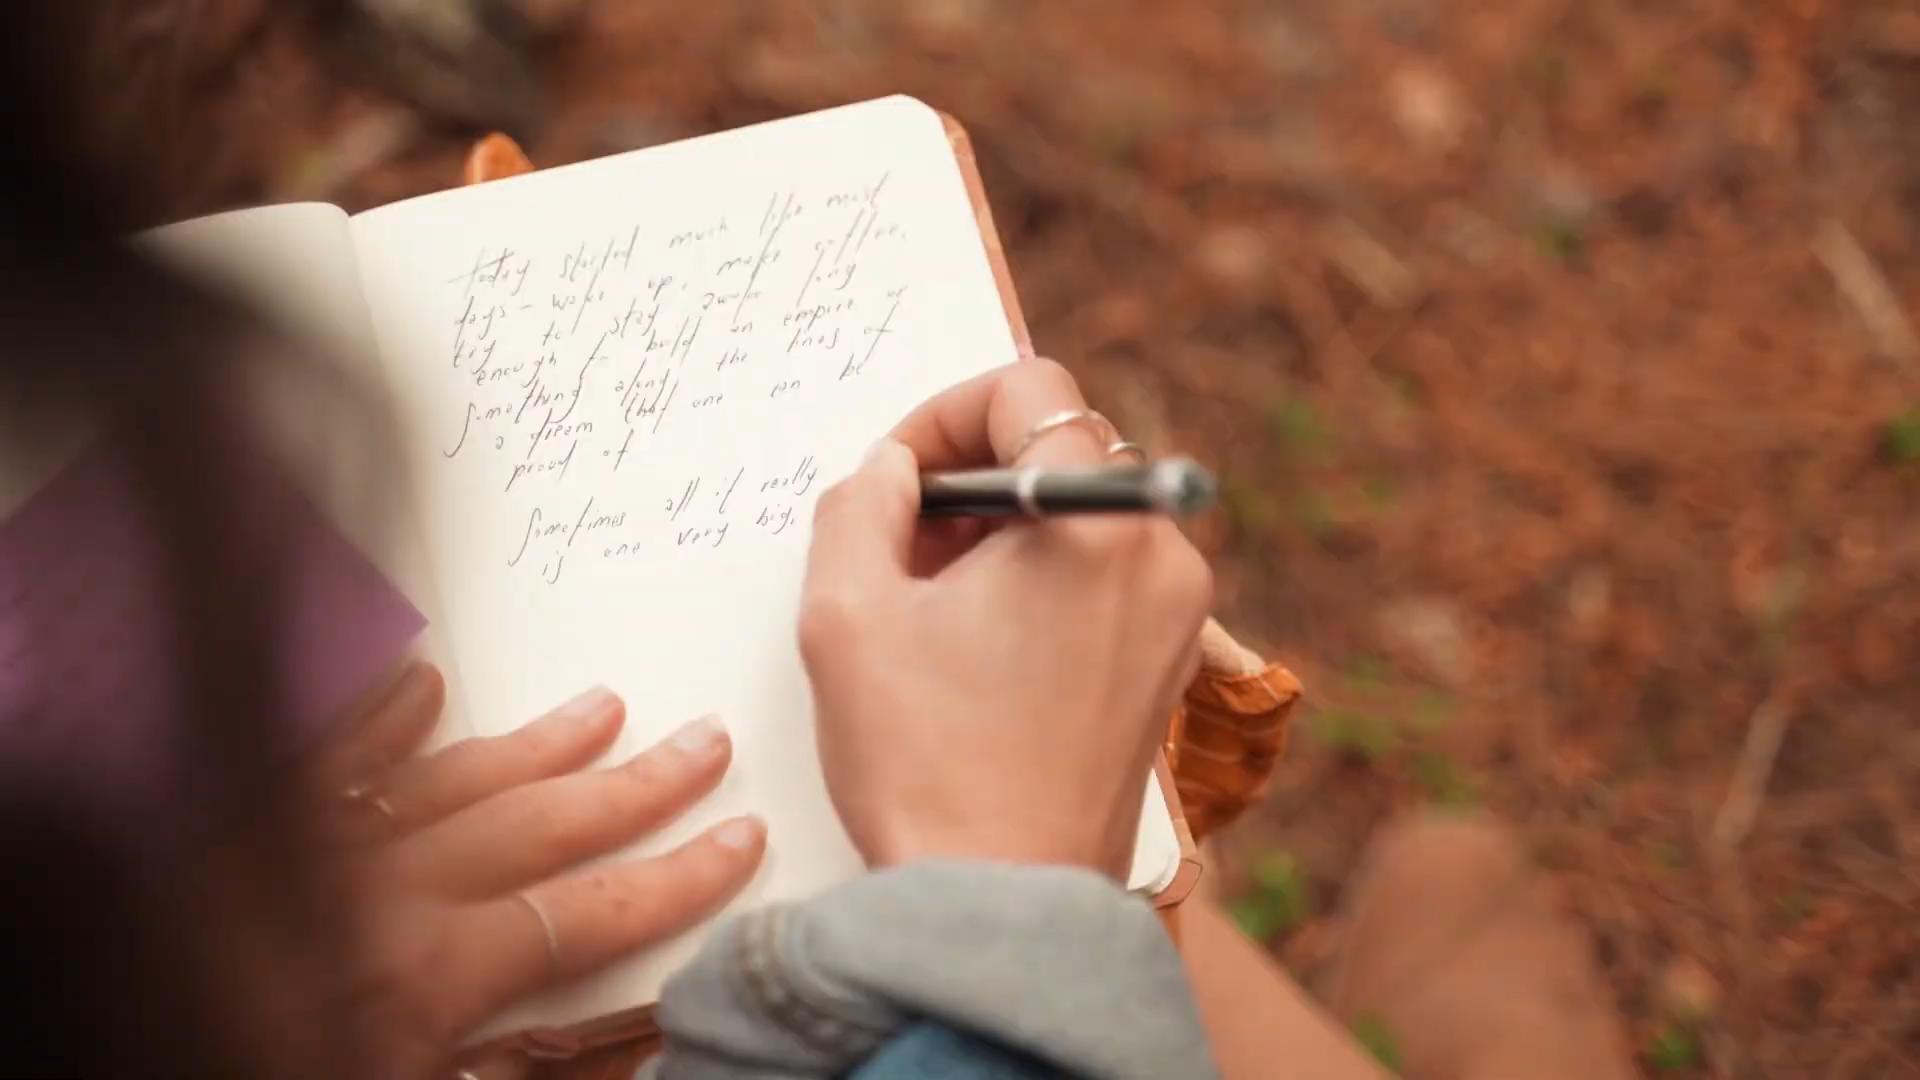 today started much like most
days - wake up, make coffee,
try to stay awake long
enough to build an empire or
something along the lines of
a dream that one can be
proud of
Sometimes all it really
is one very big,